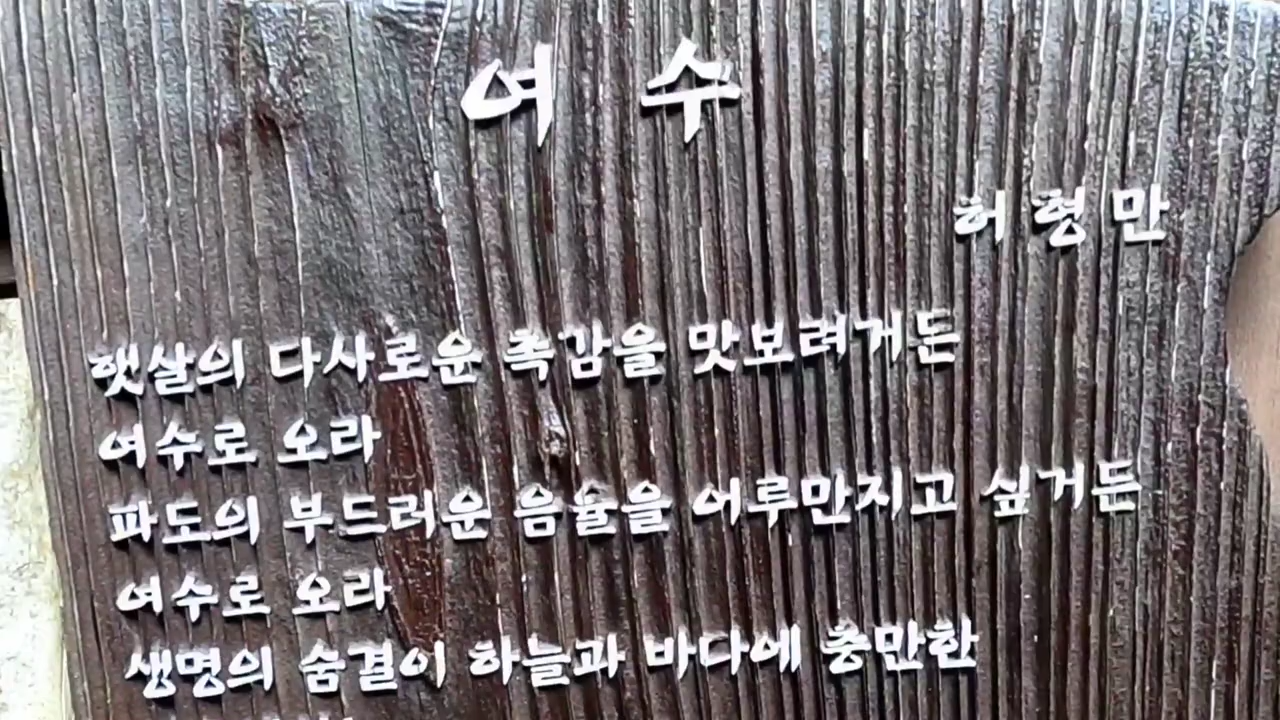 여수
허형만
햇살의 다사로운 촉감을 맛보려거든
여수로 오라
파도의 부드러운 음율을 어루만지고 싶거든
여수로 오라
생명의 숨결이 하늘과 바다에 충만한